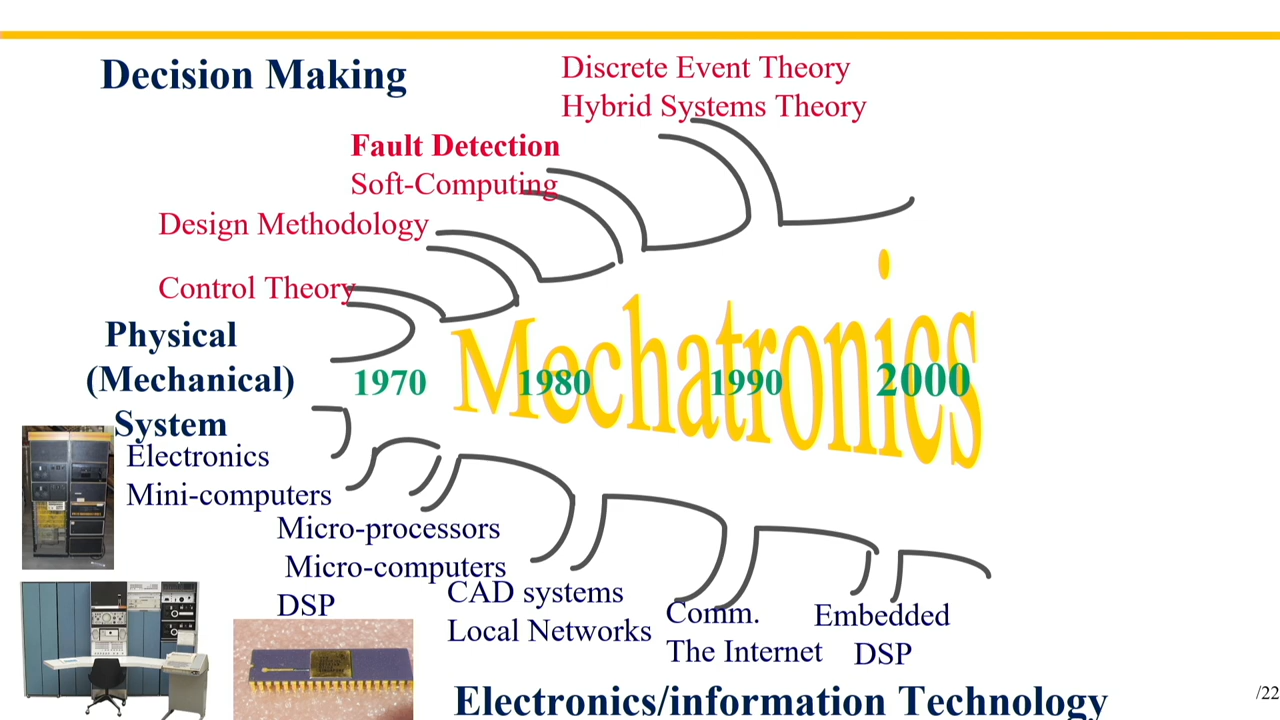 Decision Making
Discrete Event Theory
Hybrid Systems Theory
Fault Detection
Soft-Computing
Design Methodology
Control Theory
Physical
(Mechanical)
System
Mechatronics
1970
1980
1990
2000
Electronics
Mini-computers
Micro-processors
Micro-computers
DSP
CAD systems
Local Networks
Comm.
The Internet
Embedded
DSP
Electronics/information Technology
/22